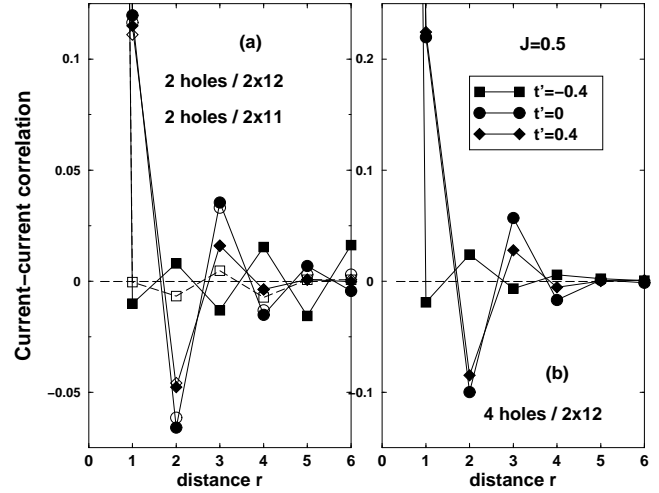 Current−current correlation
0.1
0.05
0
−0.05
(a)
2 holes / 2x12
2 holes / 2x11
0 1 2 3 4 5 6
distance r
0.2
0.1
0
−0.1
J=0.5
t'=−0.4
t'=0
t'=0.4
(b)
4 holes / 2x12
0 1 2 3 4 5 6
distance r